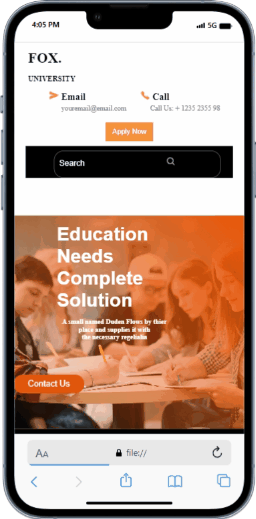 4:05 PM 5G
FOX.
UNIVERSITY
Email Call
youremail@email.com Call Us: + 1235 2355 98
Apply Now
Search
Education
Needs
Complete
Solution
A small named Duden Flows by thier
place and supplies it with
the necessary regelialia
Contact Us
AA file://